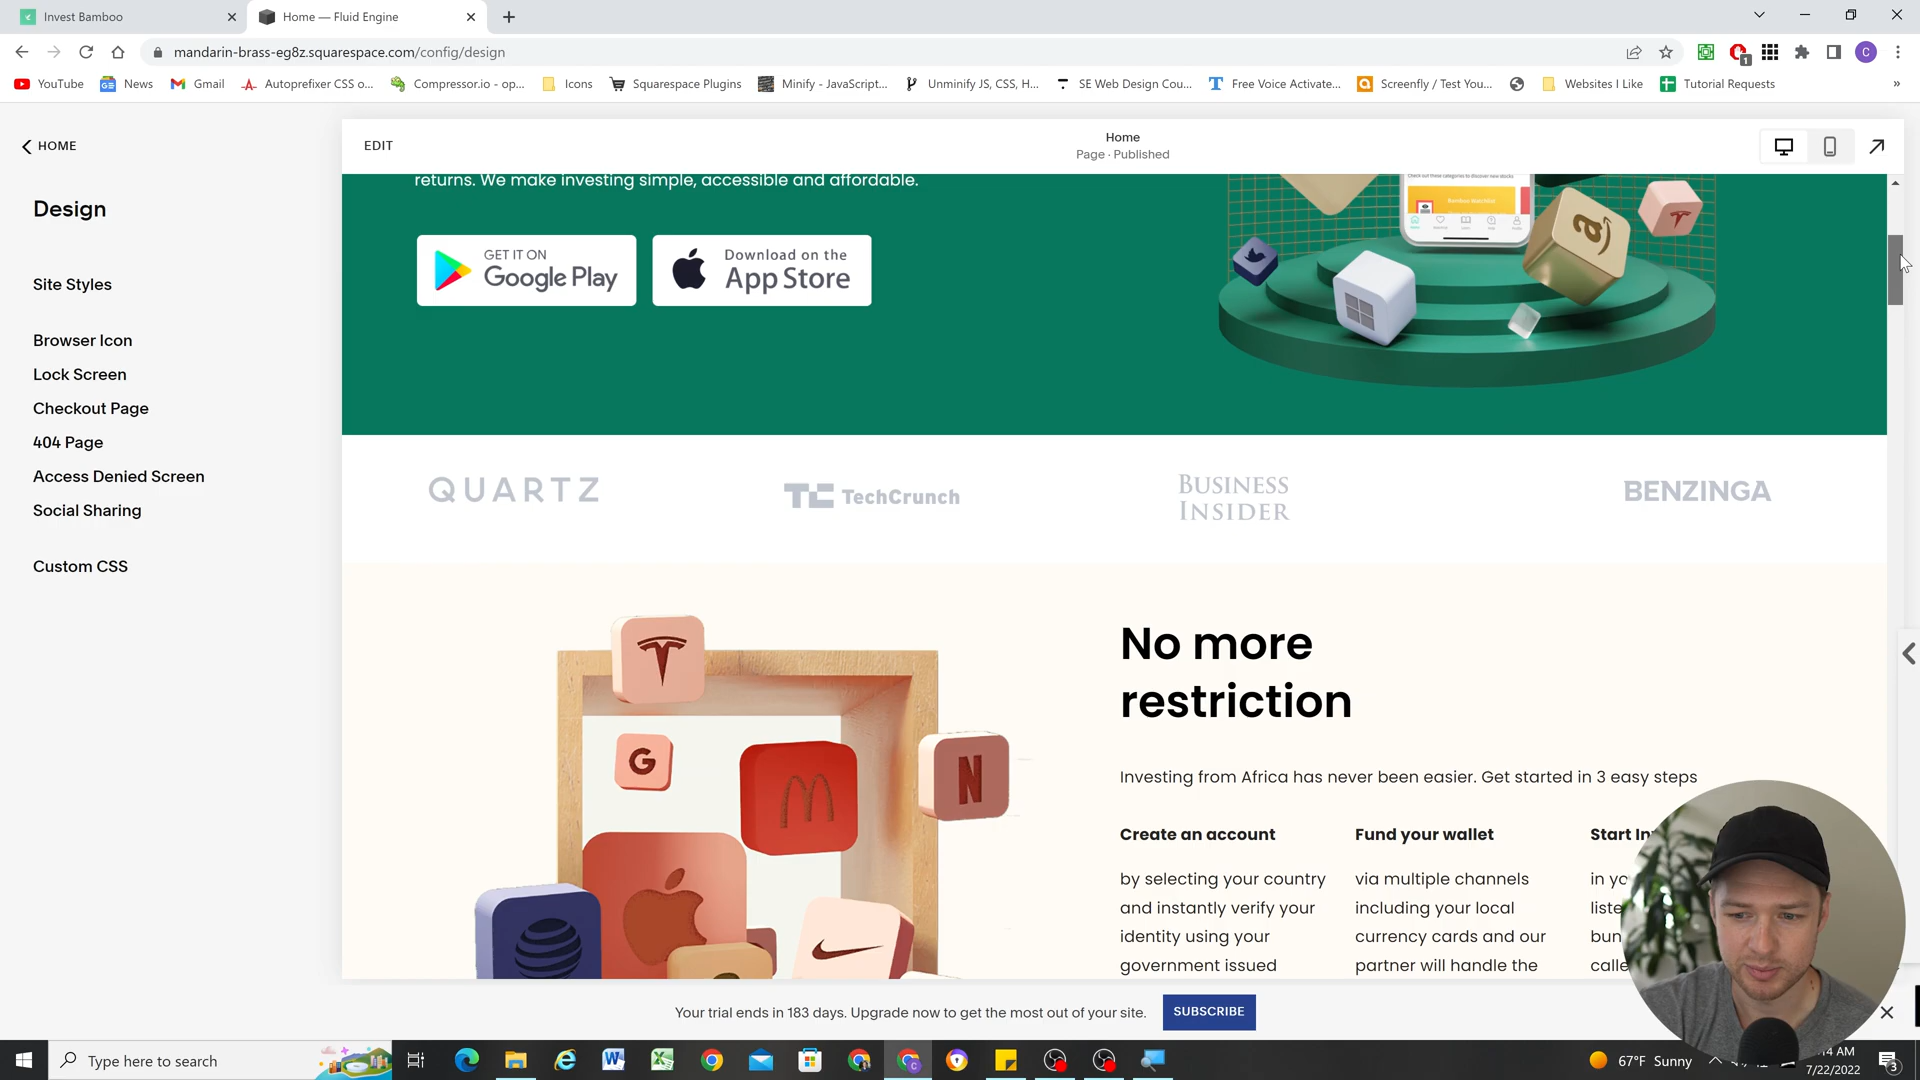 Invest Bamboo
Home — Fluid Engine
mandarin-brass-eg8z.squarespace.com/config/design
YouTube
News
Gmail
Autoprefixer CSS o...
Compressor.io - op...
Icons
Squarespace Plugins
Minify - JavaScript...
Unminify JS, CSS, H...
SE Web Design Cou...
Free Voice Activate...
Screenfly / Test You...
Websites I Like
Tutorial Requests
HOME
Design
Site Styles
Browser Icon
Lock Screen
Checkout Page
404 Page
Access Denied Screen
Social Sharing
Custom CSS
EDIT
Home
Page · Published
returns. We make investing simple, accessible and affordable.
GET IT ON
Google Play
Download on the
App Store
QUARTZ
TC TechCrunch
BUSINESS
INSIDER
BENZINGA
No more
restriction
Investing from Africa has never been easier. Get started in 3 easy steps
Create an account
by selecting your country
and instantly verify your
identity using your
government issued
Fund your wallet
via multiple channels
including your local
currency cards and our
partner will handle the
Start
in
Your trial ends in 183 days. Upgrade now to get the most out of your site.
SUBSCRIBE
Type here to search
67°F Sunny
14 AM
7/22/2022
3